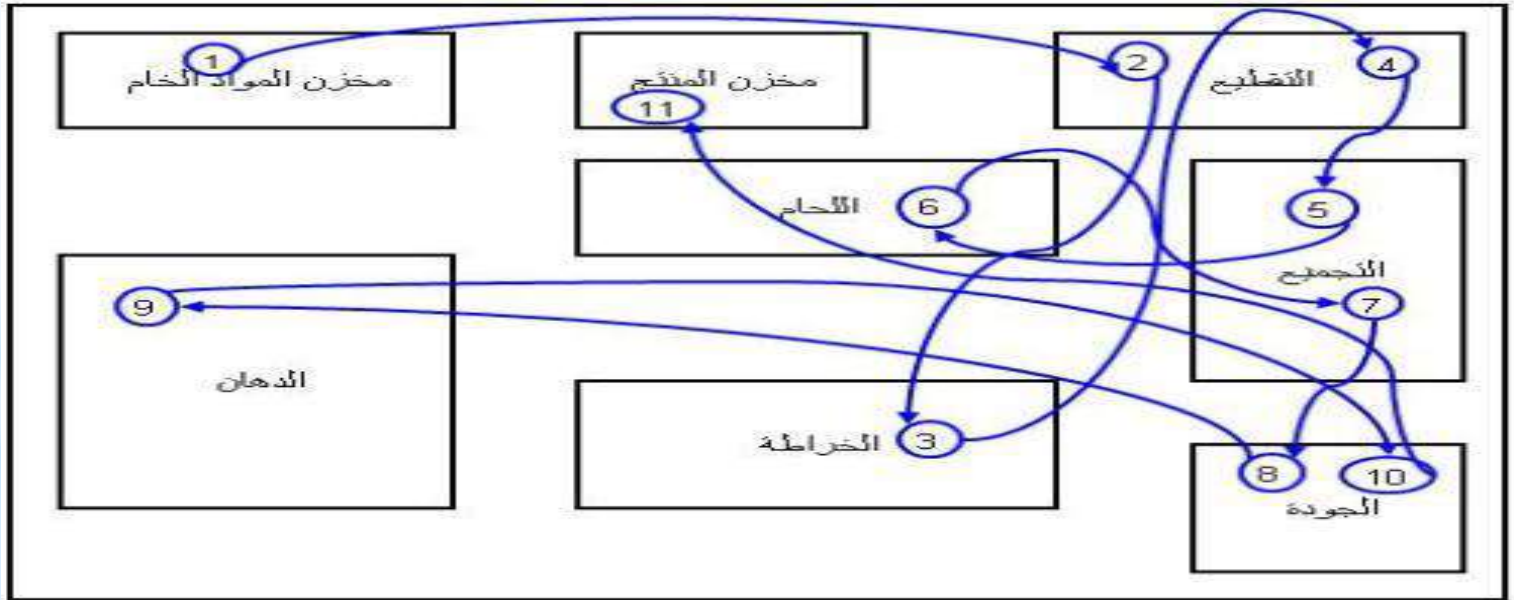 1
مخزن المواد الخام
مخزن المنتج
11
2
التقطيع
4
اللحام
6
5
التجميع
7
9
الدهان
الخراطة
3
8
10
الجودة